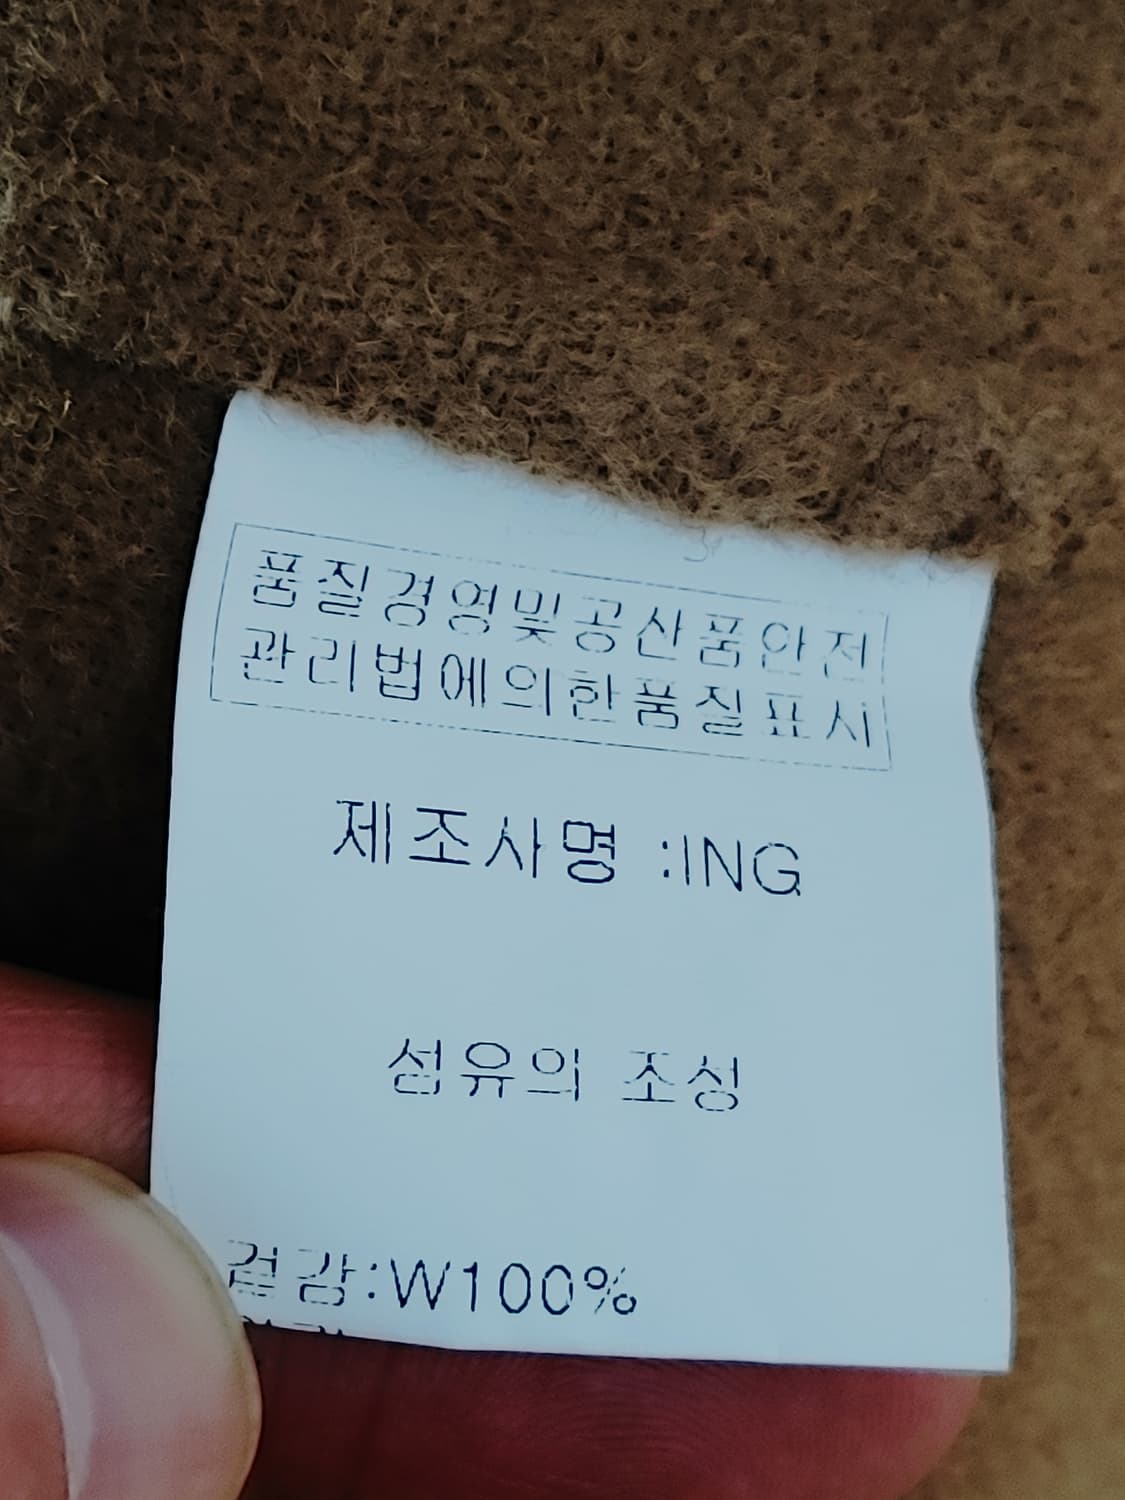 품질경영및공산품안전
관리법에의한품질표시
제조사명 :ING
섬유의 조성
겉감:W100%